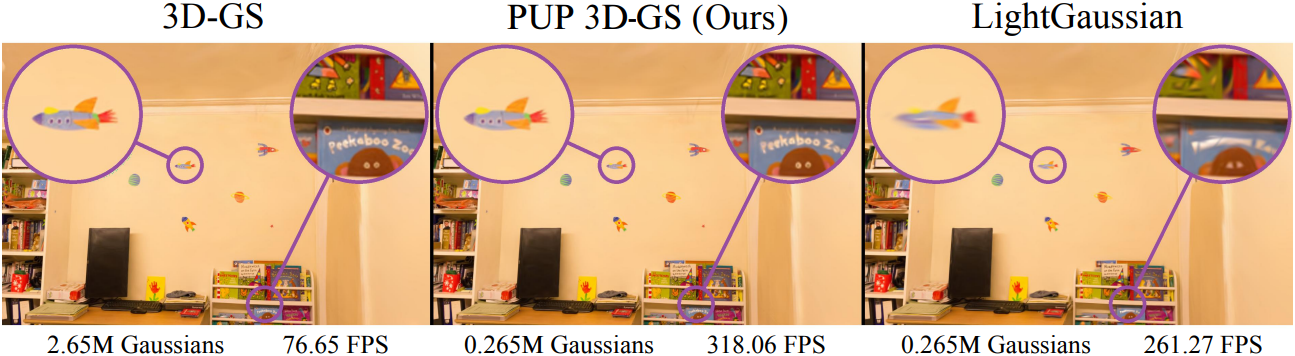 3D-GS
PUP 3D-GS (Ours)
LightGaussian
Peekaboo Zoo
Peekaboo Zoo
2.65M Gaussians 76.65 FPS
0.265M Gaussians 318.06 FPS
0.265M Gaussians 261.27 FPS